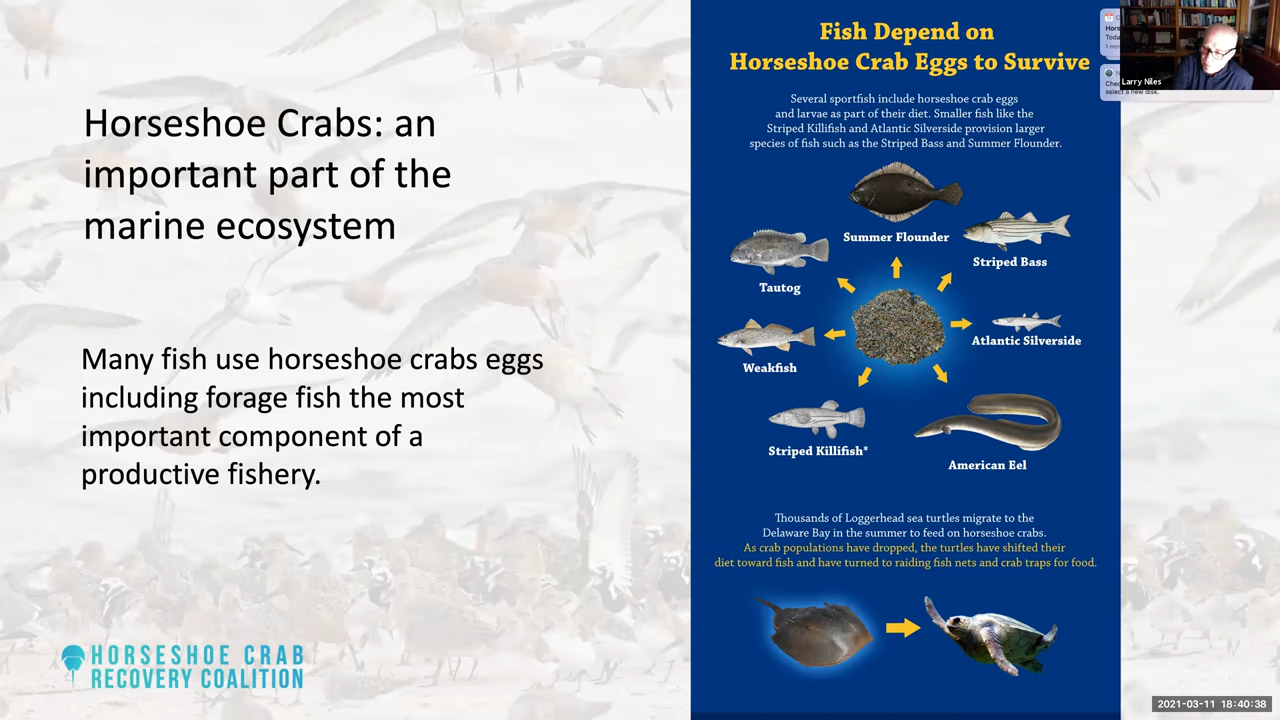 Horseshoe Crabs: an
important part of the
marine ecosystem
Many fish use horseshoe crabs eggs
including forage fish the most
important component of a
productive fishery.
HORSESHOE CRAB
RECOVERY COALITION
Fish Depend on
Horseshoe Crab Eggs to Survive
Several sportfish include horseshoe crab eggs
and larvae as part of their diet. Smaller fish like the
Striped Killifish and Atlantic Silverside provision larger
species of fish such as the Striped Bass and Summer Flounder.
Summer Flounder
Striped Bass
Tautog
Atlantic Silverside
Weakfish
Striped Killifish*
American Eel
Thousands of Loggerhead sea turtles migrate to the
Delaware Bay in the summer to feed on horseshoe crabs.
As crab populations have dropped, the turtles have shifted their
diet toward fish and have turned to raiding fish nets and crab traps for food.
Larry Niles
select a new disk.
2021-03-11 18:40:38